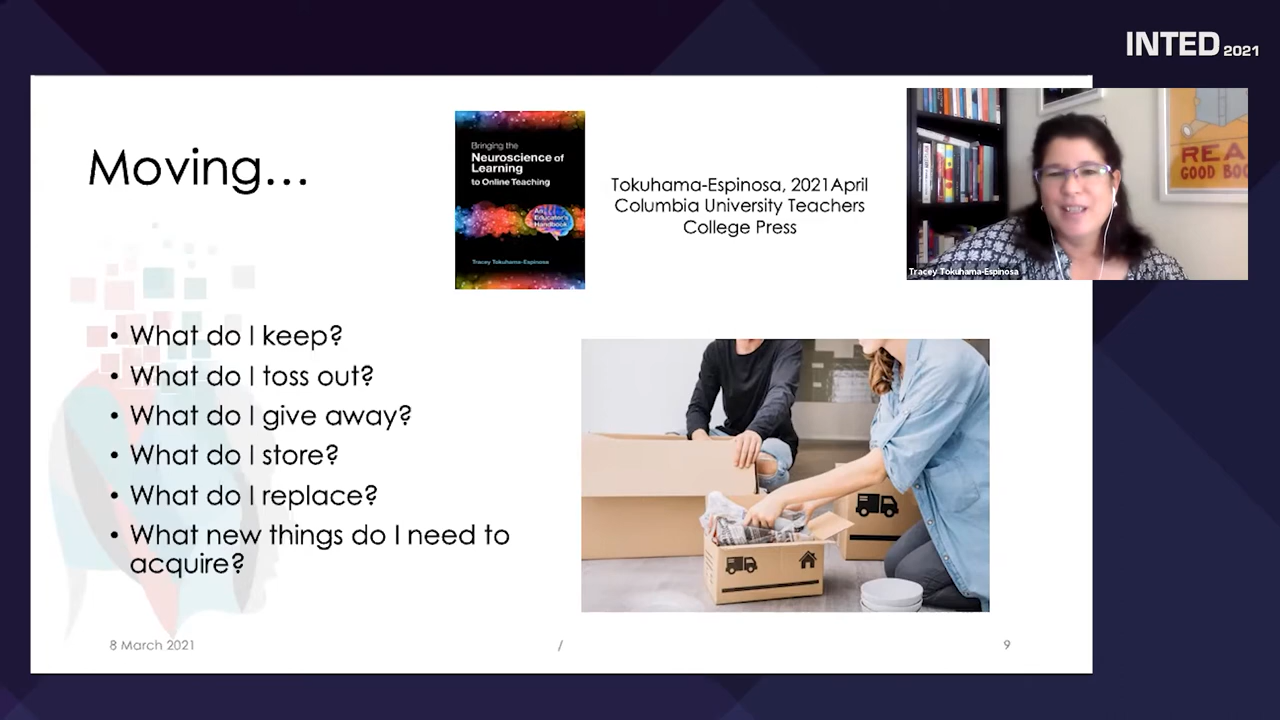 INTED 2021
Moving...
Bringing the
Neuroscience of
Learning
to Online Teaching
An
Educator's
Handbook
Tracey Tokuhama-Espinosa
Tokuhama-Espinosa, 2021April
Columbia University Teachers
College Press
REA
GOOD BOO
Tracey Tokuhama-Espinosa
• What do I keep?
• What do I toss out?
• What do I give away?
• What do I store?
• What do I replace?
• What new things do I need to
acquire?
8 March 2021
/
9